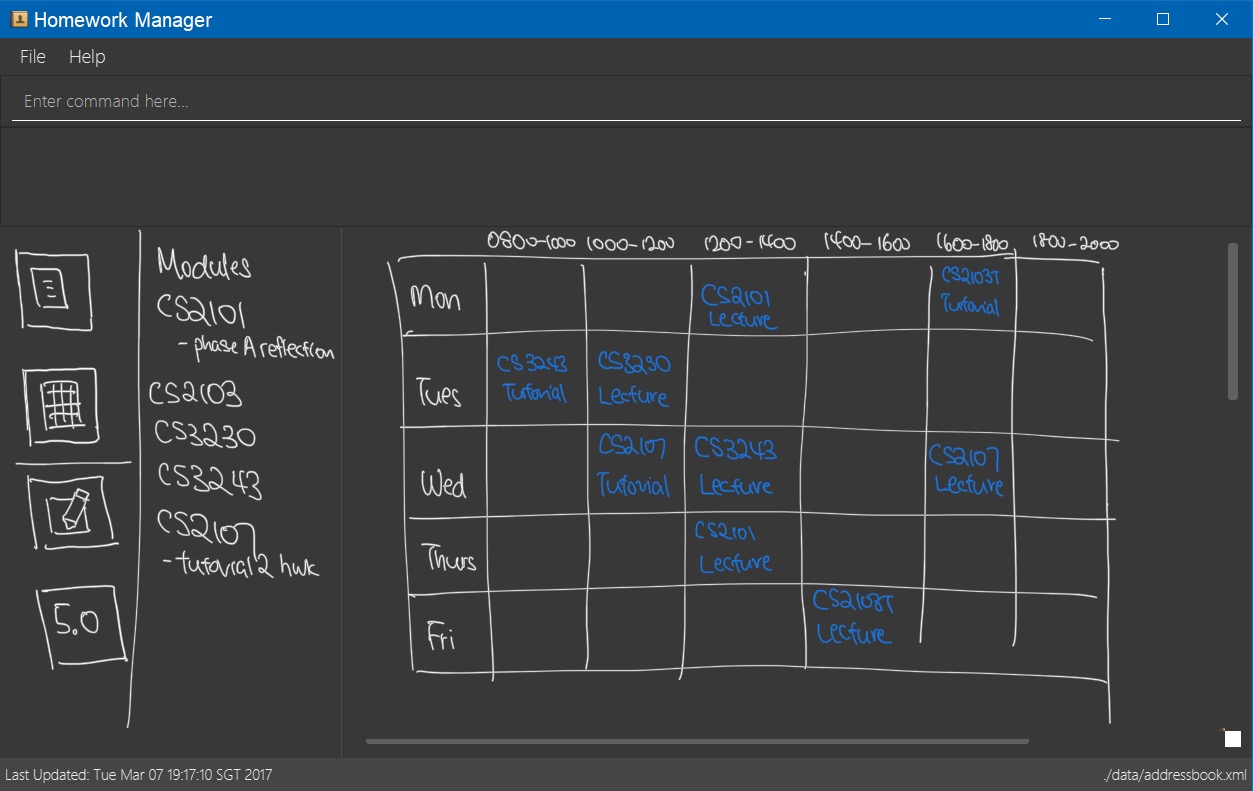 Homework Manager
File Help
Enter command here...
Modules
CS2101
- phase A reflection
CS2103
CS3230
CS3243
CS2107
- tutorial 2 hwk
5.0
0800-1000 1000-1200 1200-1400 1400-1600 1600-1800 1800-2000
Mon
CS2101
Lecture
CS2103T
Tutorial
Tues
CS3243
Tutorial
CS3230
Lecture
Wed
CS2107
Tutorial
CS3243
Lecture
CS2107
Lecture
Thurs
CS2101
Lecture
Fri
CS2103T
Lecture
Last Updated: Tue Mar 07 19:17:10 SGT 2017
./data/addressbook.xml